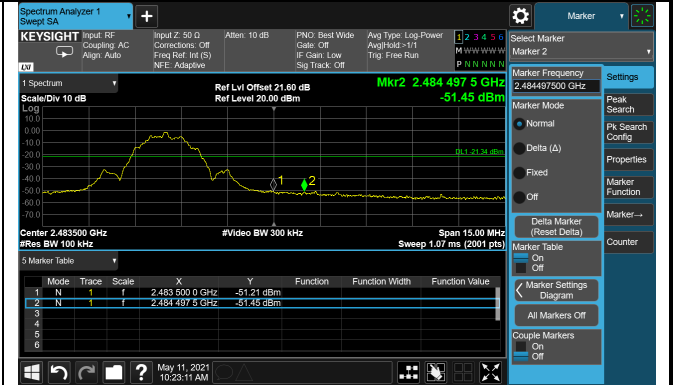 Spectrum Analyzer 1
Swept SA
+
Marker
KEYSIGHT Input: RF
Coupling: AC
Align: Auto
LXI
Input Z: 50 Ω
Corrections: Off
Freq Ref: Int (S)
NFE: Adaptive
Atten: 10 dB
PNO: Best Wide
Gate: Off
IF Gain: Low
Sig Track: Off
Avg Type: Log-Power
Avg|Hold:>1/1
Trig: Free Run
1 2 3 4 5 6
M W W W W W
P N N N N N
Select Marker
Marker 2
1 Spectrum
Scale/Div 10 dB
Ref Lvl Offset 21.60 dB
Ref Level 20.00 dBm
Mkr2 2.484 497 5 GHz
-51.45 dBm
Log
10.0
0.00
-10.0
-20.0
-30.0
-40.0
-50.0
-60.0
-70.0
DL1 -21.34 dBm
1
2
Center 2.483500 GHz
#Res BW 100 kHz
#Video BW 300 kHz
Span 15.00 MHz
Sweep 1.07 ms (2001 pts)
5 Marker Table
Mode Trace Scale X Y Function Function Width Function Value
1 N 1 f 2.483 500 0 GHz -51.21 dBm
2 N 1 f 2.484 497 5 GHz -51.45 dBm
3
4
5
6
Marker Frequency
2.484497500 GHz
Marker Mode
Normal
Delta (Δ)
Fixed
Off
Delta Marker
(Reset Delta)
Marker Table
On
Off
Marker Settings
Diagram
All Markers Off
Couple Markers
On
Off
Settings
Peak
Search
Pk Search
Config
Properties
Marker
Function
Marker→
Counter
?
May 11, 2021
10:23:11 AM